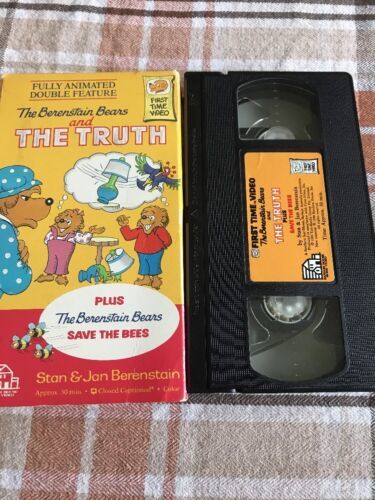 FULLY ANIMATED
DOUBLE FEATURE
FIRST
TIME
VIDEO
The Berenstain Bears
and
THE TRUTH
PLUS
The Berenstain Bears
SAVE THE BEES
Stan & Jan Berenstain
Approx. 30 min. • Closed Captioned* • Color
FIRST TIME VIDEO
The Berenstain Bears
and
THE TRUTH
PLUS
SAVE THE BEES
by Stan & Jan Berenstain